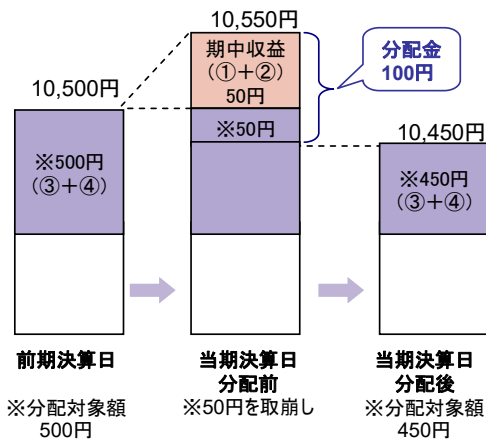 10,550円
期中収益
(①+②)
50円
分配金
100円
10,500円
※50円
10,450円
※500円
(③+④)
※450円
(③+④)
前期決算日
当期決算日
分配前
当期決算日
分配後
※分配対象額
500円
※50円を取崩し
※分配対象額
450円